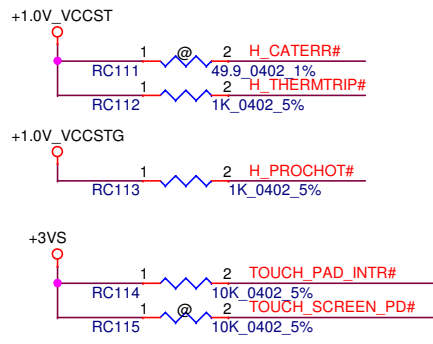 +1.0V_VCCST
1 @ 2 H_CATERR#
RC111 49.9_0402_1%
1 2 H_THERMTRIP#
RC112 1K_0402_5%
+1.0V_VCCSTG
1 2 H_PROCHOT#
RC113 1K_0402_5%
+3VS
1 2 TOUCH_PAD_INTR#
RC114 10K_0402_5%
1 @ 2 TOUCH_SCREEN_PD#
RC115 10K_0402_5%